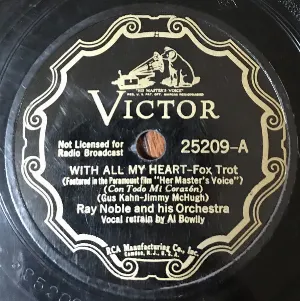 "HIS MASTER'S VOICE"
VICTOR
Not Licensed for
Radio Broadcast
25209-A
WITH ALL MY HEART-Fox Trot
(Featured in the Paramount film "Her Master's Voice")
(Con Todo Mi Corazón)
(Gus Kahn-Jimmy McHugh)
Ray Noble and his Orchestra
Vocal refrain by Al Bowlly
RCA Manufacturing Co., Inc.
Camden, N.J., U.S.A.